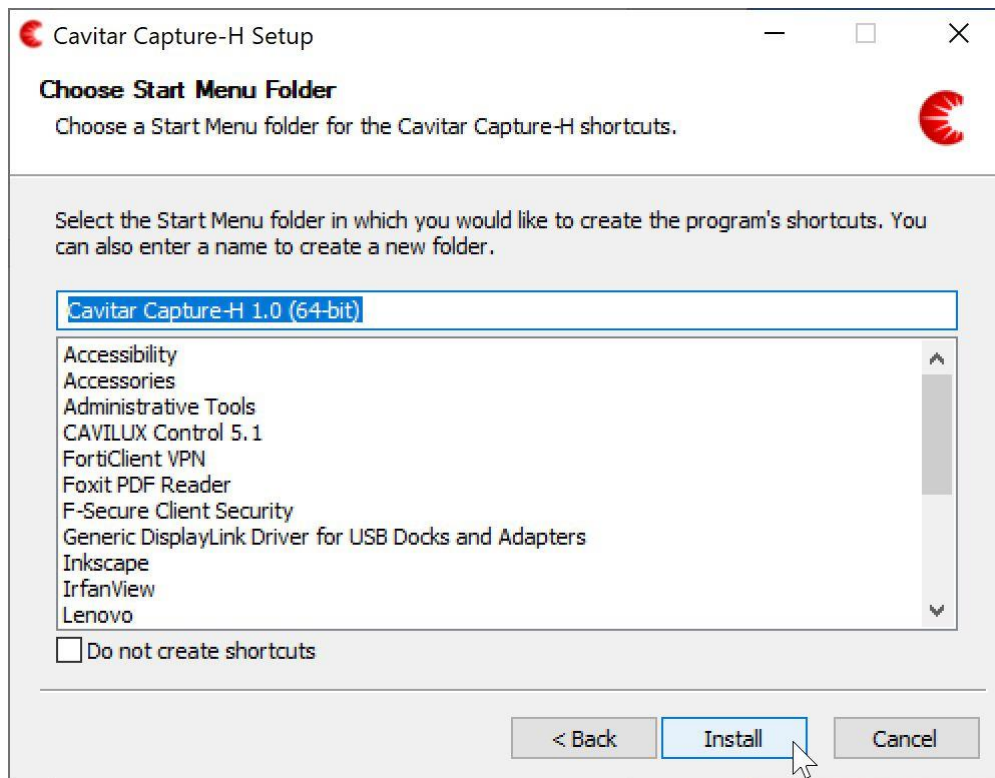 Cavitar Capture-H Setup
Choose Start Menu Folder
Choose a Start Menu folder for the Cavitar Capture-H shortcuts.
Select the Start Menu folder in which you would like to create the program's shortcuts. You
can also enter a name to create a new folder.
Cavitar Capture-H 1.0 (64-bit)
Accessibility
Accessories
Administrative Tools
CAVILUX Control 5.1
FortiClient VPN
Foxit PDF Reader
F-Secure Client Security
Generic DisplayLink Driver for USB Docks and Adapters
Inkscape
IrfanView
Lenovo
Do not create shortcuts
< Back Install Cancel